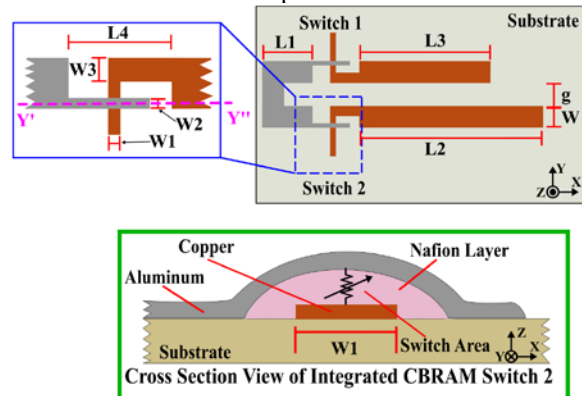 L4
W3
Y'
Y"
W2
W1
Switch 1
Substrate
L1
L3
g
W
L2
Switch 2
Y
Z
X
Copper
Nafion Layer
Aluminum
Switch Area
Substrate
W1
Z
Y
X
Cross Section View of Integrated CBRAM Switch 2